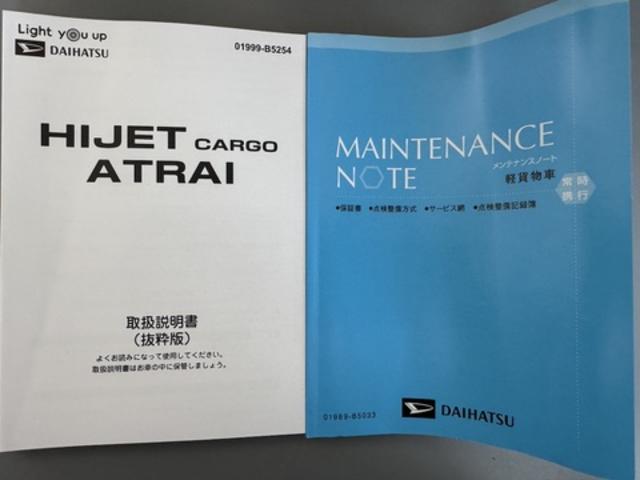 Light you up
DAIHATSU
01999-B5254
HIJET CARGO
ATRAI
取扱説明書
（抜粋版）
よくお読みになって使用してください。
取扱説明書はお車の中に保管しましょう。
MAINTENANCE
メンテナンスノート
NOTE
軽貨物車
常時
携行
●保証書 ●点検整備方式 ●サービス網 ●点検整備記録簿
01989-B5033
DAIHATSU